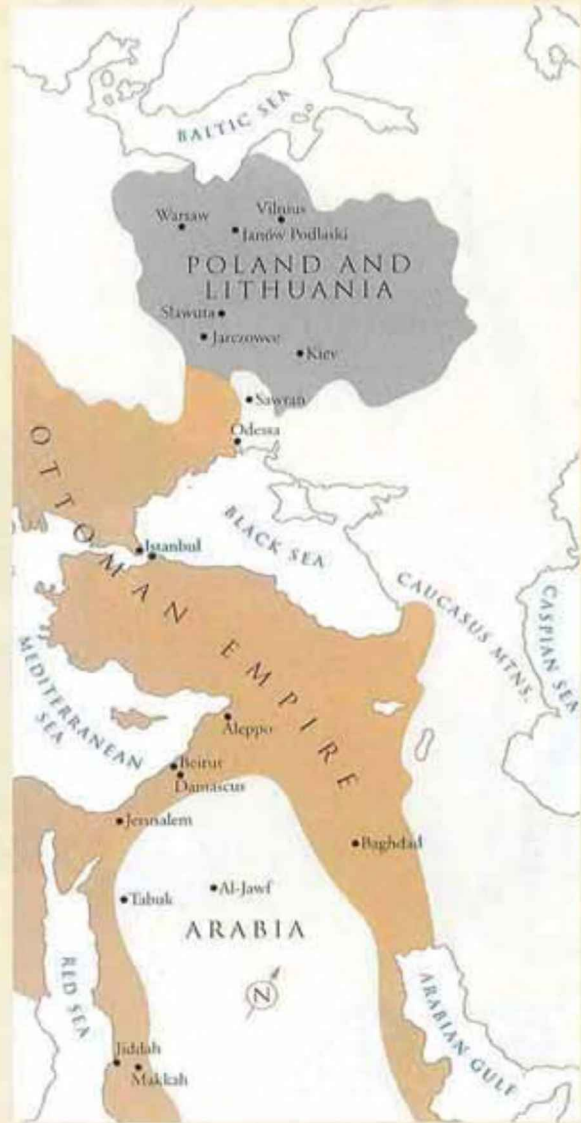 BALTIC SEA
Vilnius
Warsaw
Janów Podlaski
POLAND AND
LITHUANIA
Sławuta
Jarczowce
Kiev
Sawran
Odessa
OTTOMAN EMPIRE
Istanbul
BLACK SEA
CAUCASUS MTNS.
CASPIAN SEA
MEDITERRANEAN
SEA
Aleppo
Beirut
Damascus
Jerusalem
Baghdad
Tabuk
Al-Jawf
ARABIA
N
RED SEA
ARABIAN GULF
Jiddah
Makkah